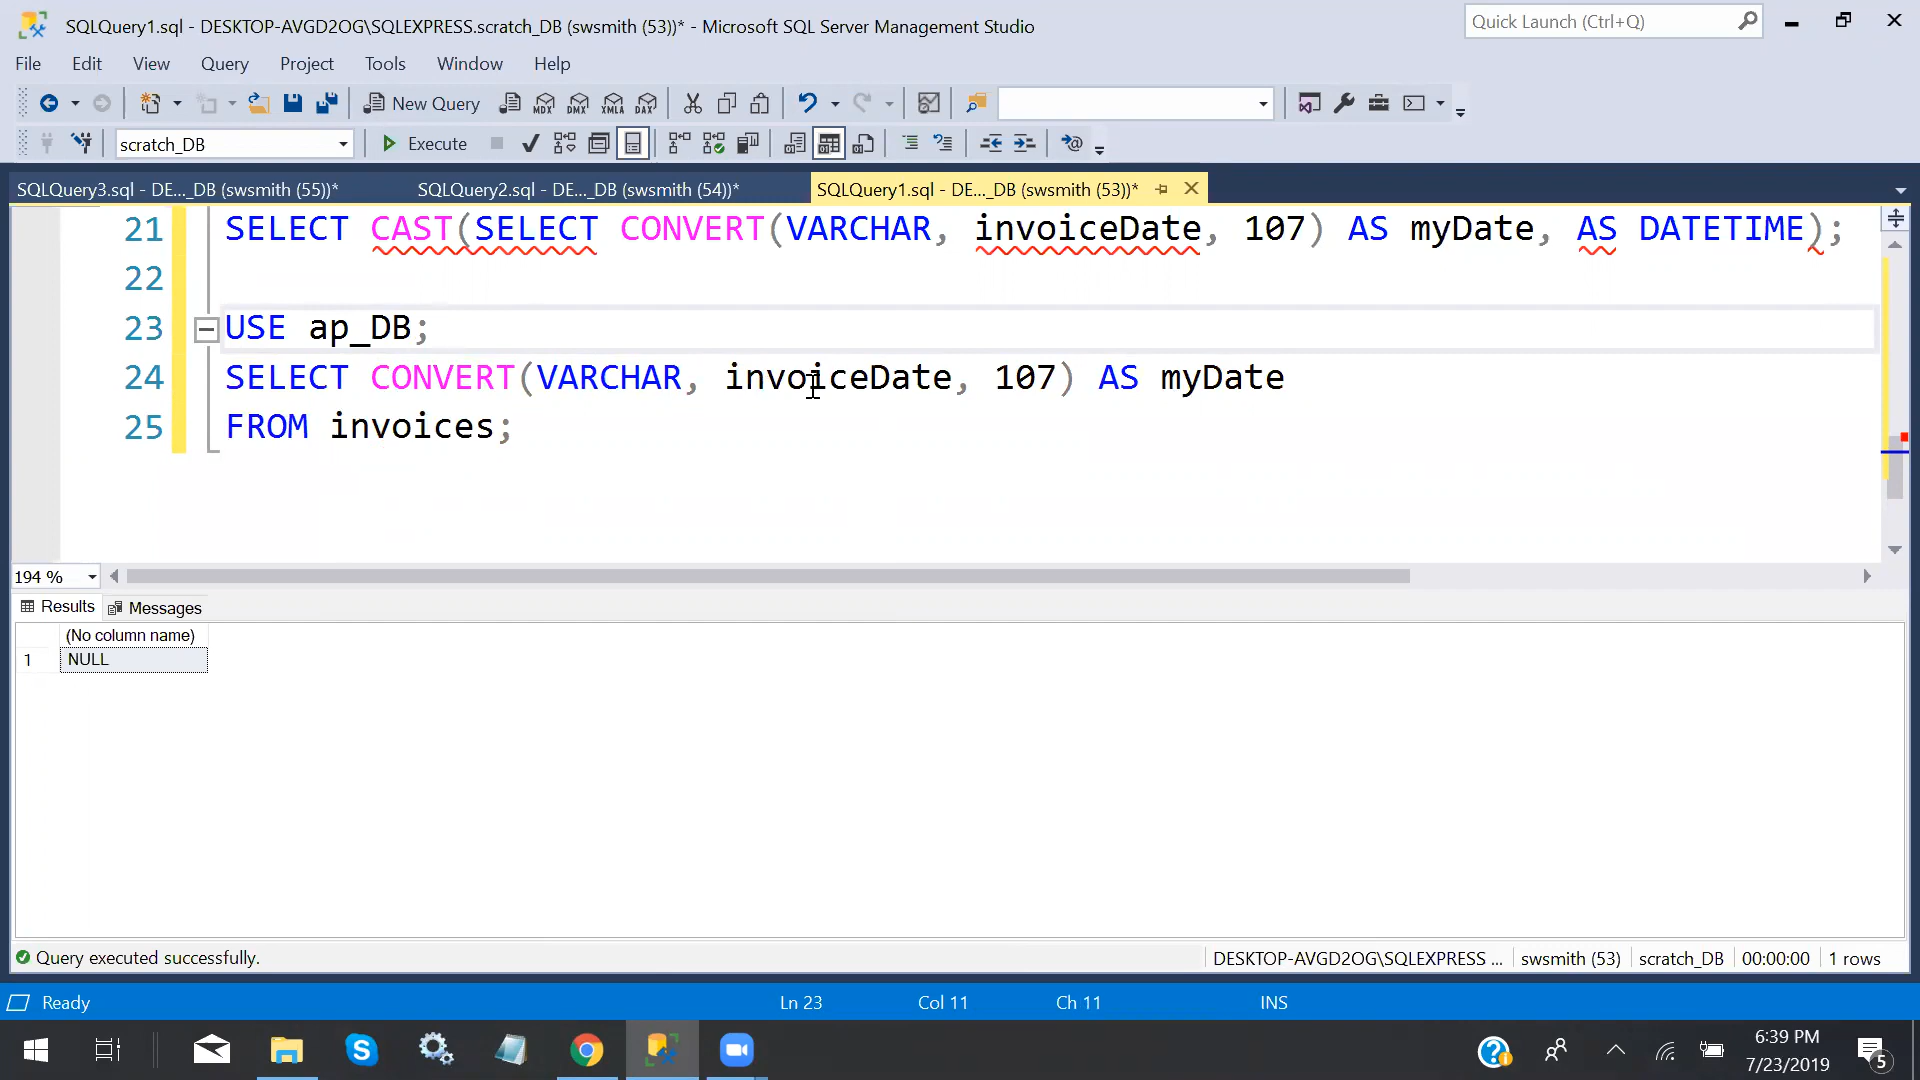 SQLQuery1.sql - DESKTOP-AVGD2OG\SQLEXPRESS.scratch_DB (swsmith (53))* - Microsoft SQL Server Management Studio
Quick Launch (Ctrl+Q)
File Edit View Query Project Tools Window Help
New Query MDX DMX XMLA DAX
scratch_DB Execute
SQLQuery3.sql - DE..._DB (swsmith (55))* SQLQuery2.sql - DE..._DB (swsmith (54))* SQLQuery1.sql - DE..._DB (swsmith (53))*
21 SELECT CAST(SELECT CONVERT(VARCHAR, invoiceDate, 107) AS myDate, AS DATETIME);
22
23 USE ap_DB;
24 SELECT CONVERT(VARCHAR, invoiceDate, 107) AS myDate
25 FROM invoices;
194 %
Results Messages
(No column name)
1 NULL
Query executed successfully. DESKTOP-AVGD2OG\SQLEXPRESS ... swsmith (53) scratch_DB 00:00:00 1 rows
Ready Ln 23 Col 11 Ch 11 INS
6:39 PM
7/23/2019
5